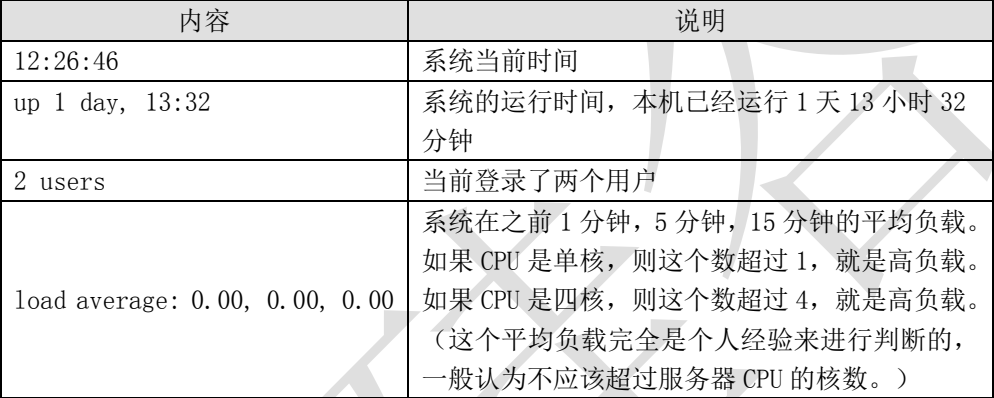 内容 说明
12:26:46 系统当前时间
up 1 day, 13:32 系统的运行时间，本机已经运行 1 天 13 小时 32
分钟
2 users 当前登录了两个用户
系统在之前 1 分钟，5 分钟，15 分钟的平均负载。
如果 CPU 是单核，则这个数超过 1，就是高负载。
load average: 0.00, 0.00, 0.00 如果 CPU 是四核，则这个数超过 4，就是高负载。
（这个平均负载完全是个人经验来进行判断的，
一般认为不应该超过服务器 CPU 的核数。）